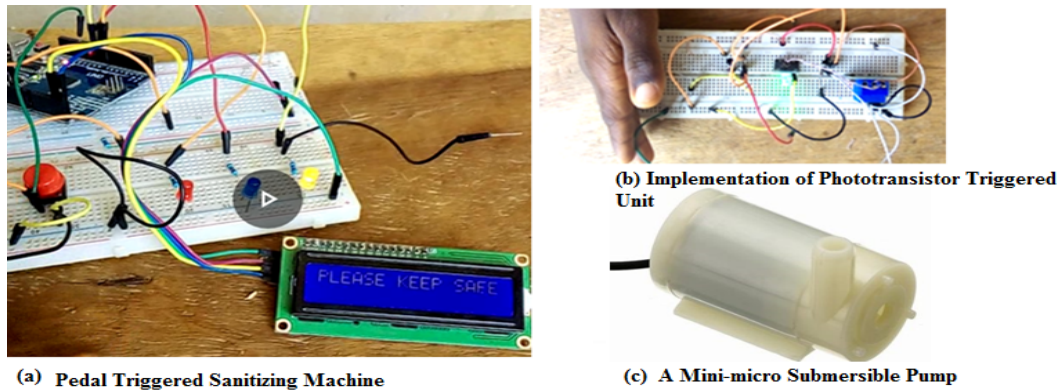 PLEASE KEEP SAFE
(a) Pedal Triggered Sanitizing Machine
(b) Implementation of Phototransistor Triggered
Unit
(c) A Mini-micro Submersible Pump